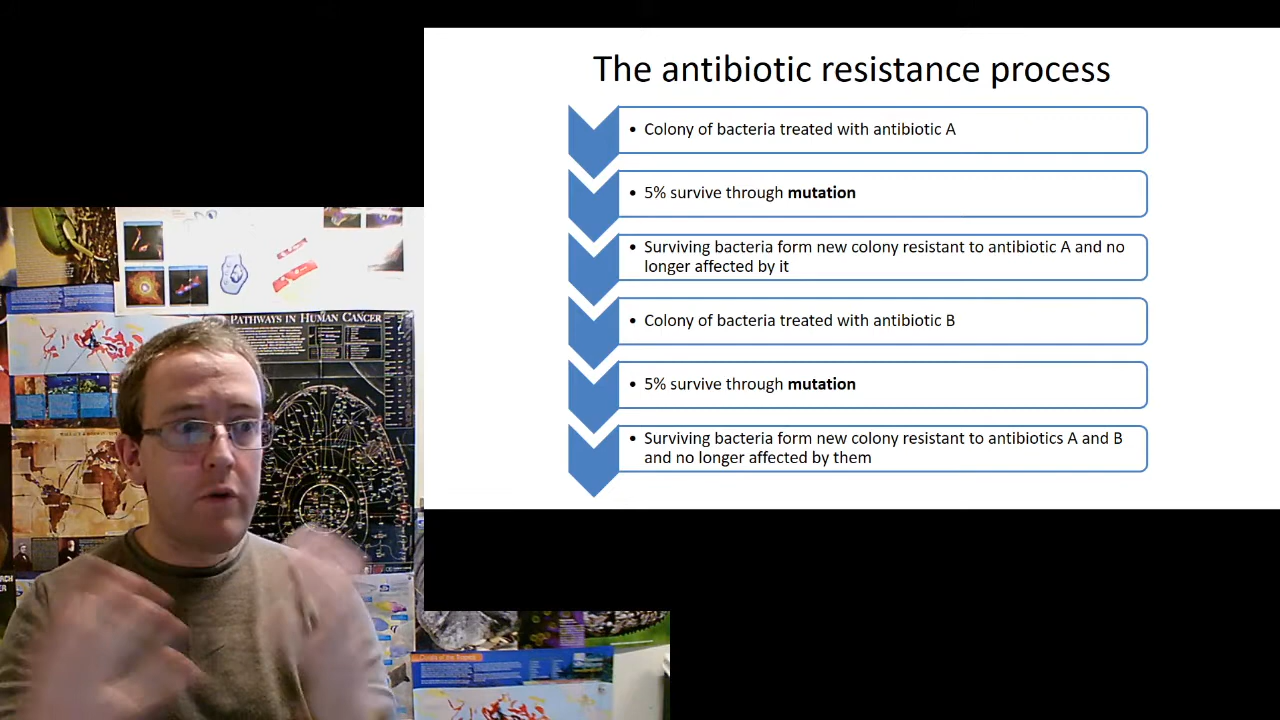 The antibiotic resistance process
• Colony of bacteria treated with antibiotic A
• 5% survive through mutation
• Surviving bacteria form new colony resistant to antibiotic A and no
longer affected by it
• Colony of bacteria treated with antibiotic B
• 5% survive through mutation
• Surviving bacteria form new colony resistant to antibiotics A and B
and no longer affected by them
PATHWAYS IN HUMAN CANCER